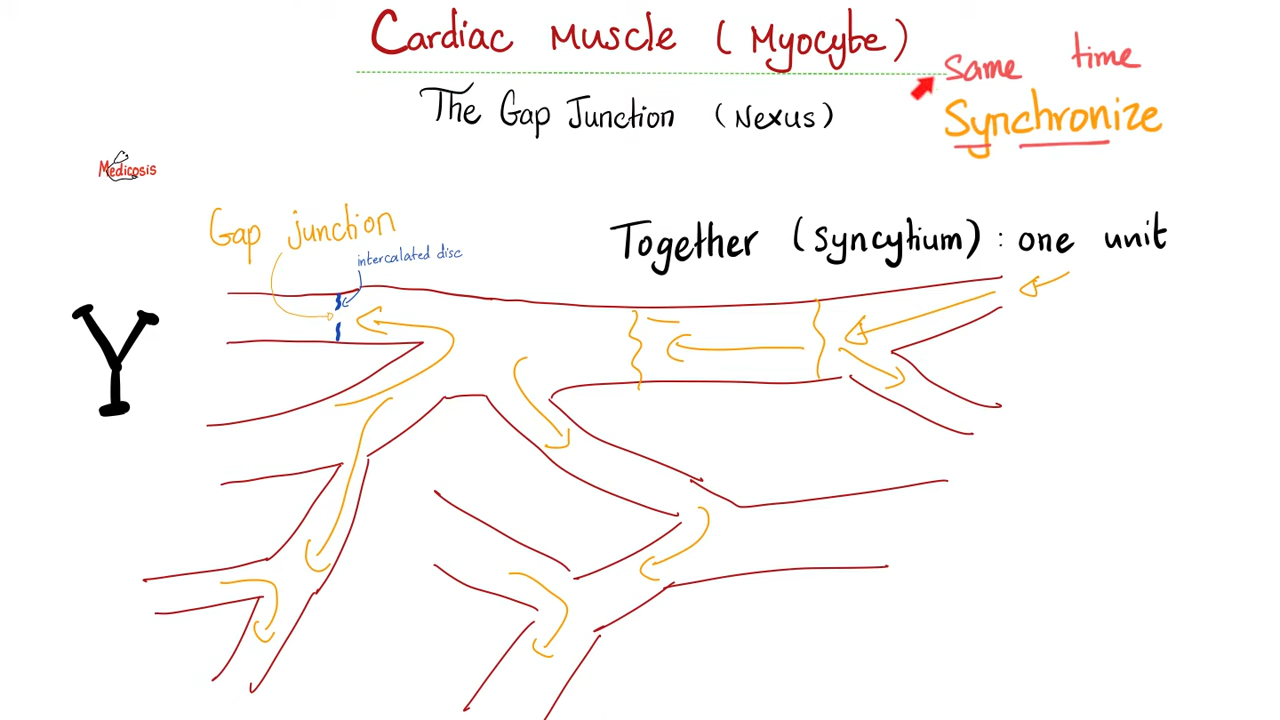 Cardiac Muscle (Myocyte)
Same time
The Gap Junction (Nexus)
Synchronize
Medicosis
Gap junction
Together (syncytium): one unit
intercalated disc
Y